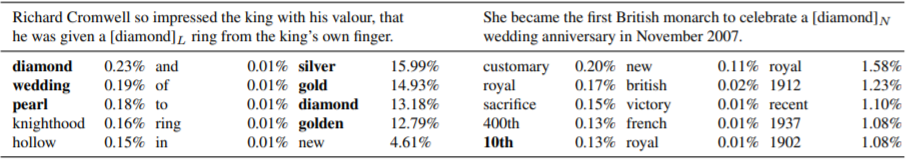 Richard Cromwell so impressed the king with his valour, that
he was given a [diamond]L ring from the king's own finger.
She became the first British monarch to celebrate a [diamond]N
wedding anniversary in November 2007.
diamond 0.23% and 0.01% silver 15.99% customary 0.20% new 0.11% royal 1.58%
wedding 0.19% of 0.01% gold 14.93% royal 0.17% british 0.02% 1912 1.23%
pearl 0.18% to 0.01% diamond 13.18% sacrifice 0.15% victory 0.01% recent 1.10%
knighthood 0.16% ring 0.01% golden 12.79% 400th 0.13% french 0.01% 1937 1.08%
hollow 0.15% in 0.01% new 4.61% 10th 0.13% royal 0.01% 1902 1.08%